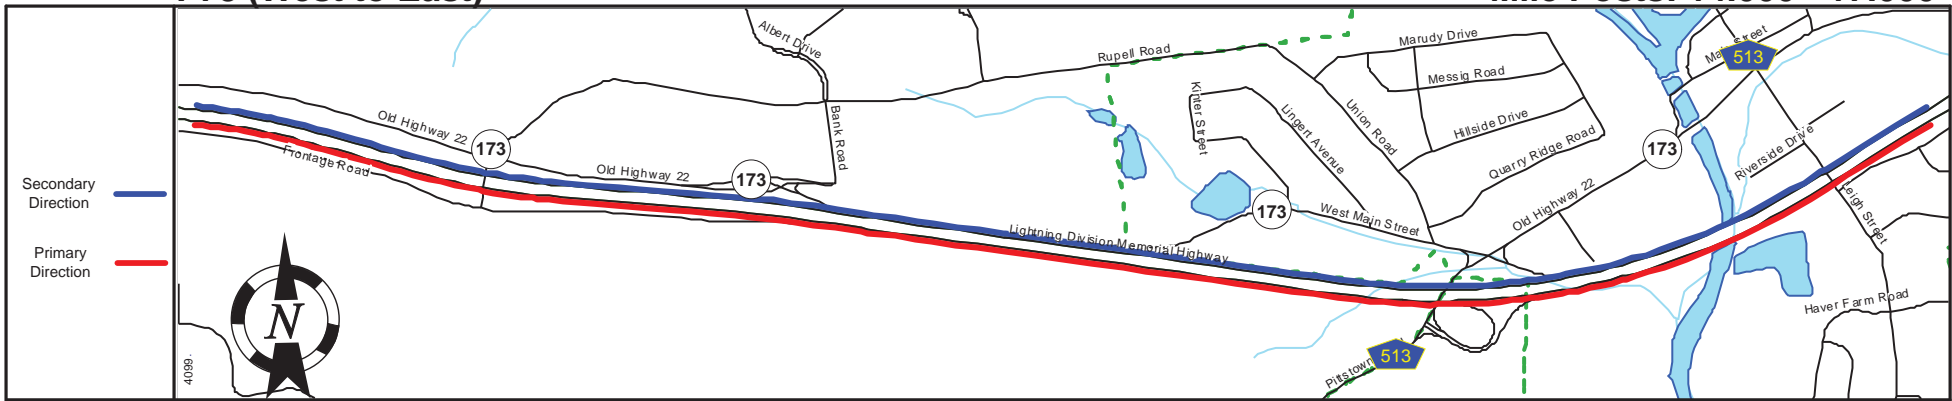 Secondary
Direction
Primary
Direction
Albert Drive
Rupell Road
Marudy Drive
Main Street
513
Messig Road
Old Highway 22
173
Bank Road
Kinter Street
Lingert Avenue
Union Road
Hillside Drive
Quarry Ridge Road
173
Riverside Drive
Frontage Road
Old Highway 22
173
173
West Main Street
Old Highway 22
Leigh Street
Lightning Division Memorial Highway
N
Haver Farm Road
4099.
513
Pittstown